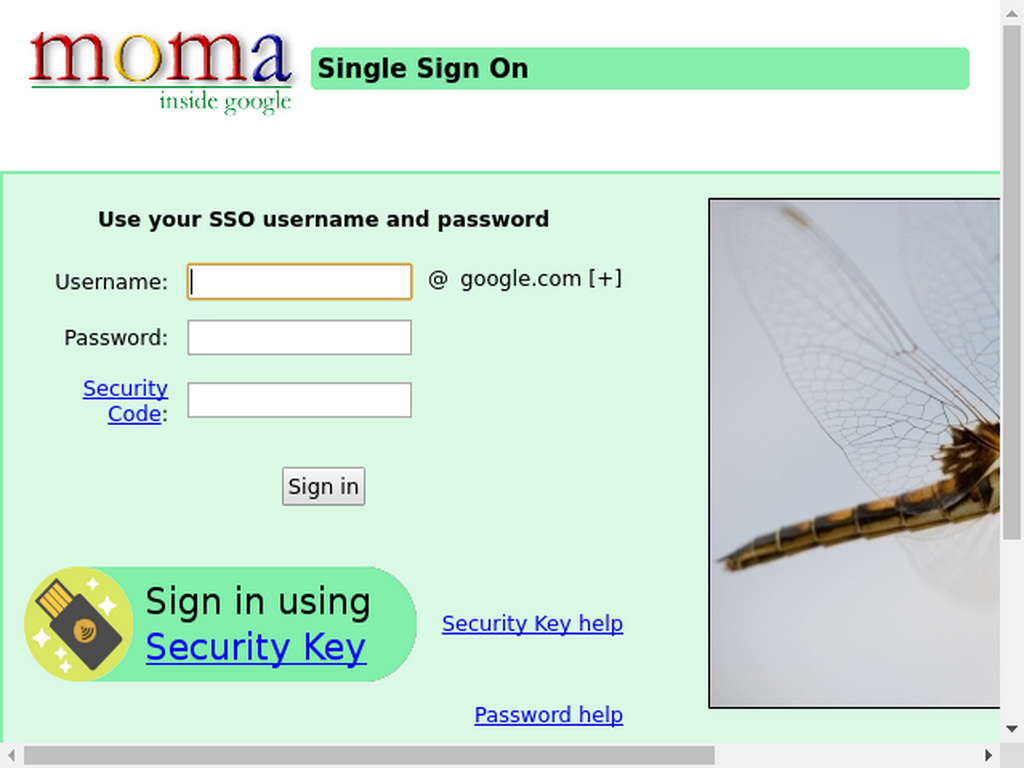 moma
inside google
Single Sign On
Use your SSO username and password
Username:
@ google.com [+]
Password:
Security
Code:
Sign in
Sign in using
Security Key
Security Key help
Password help